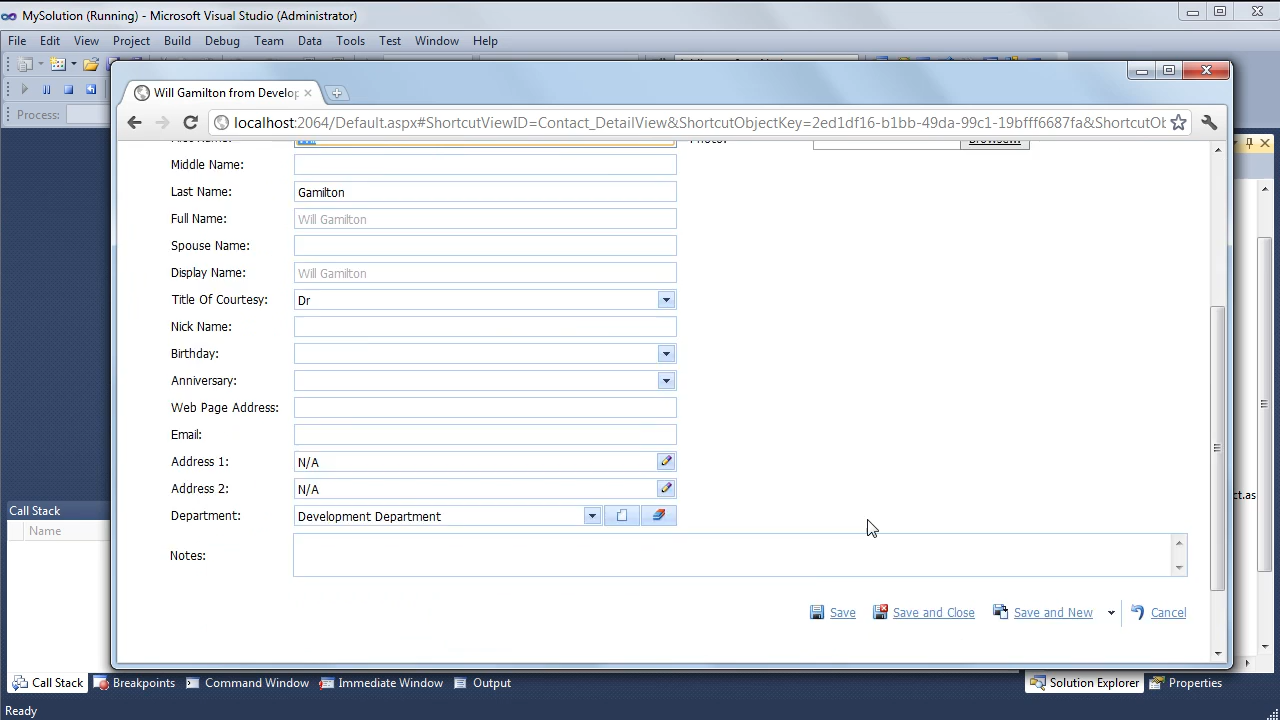 MySolution (Running) - Microsoft Visual Studio (Administrator)
File Edit View Project Build Debug Team Data Tools Test Window Help
Process:
Will Gamilton from Develop
localhost:2064/Default.aspx#ShortcutViewID=Contact_DetailView&ShortcutObjectKey=2ed1df16-b1bb-49da-99c1-19bfff6687fa&ShortcutOb
Middle Name:
Last Name: Gamilton
Full Name: Will Gamilton
Spouse Name:
Display Name: Will Gamilton
Title Of Courtesy: Dr
Nick Name:
Birthday:
Anniversary:
Web Page Address:
Email:
Address 1: N/A
Address 2: N/A
Department: Development Department
Notes:
ct.as
Call Stack
Name
Save Save and Close Save and New Cancel
Call Stack Breakpoints Command Window Immediate Window Output Solution Explorer Properties
Ready